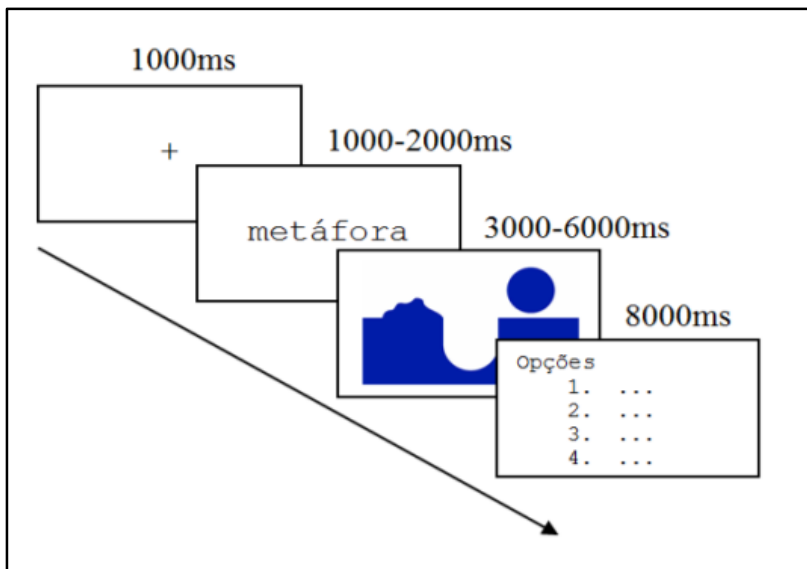 1000ms
+
1000-2000ms
metáfora
3000-6000ms
8000ms
Opções
1. ...
2. ...
3. ...
4. ...